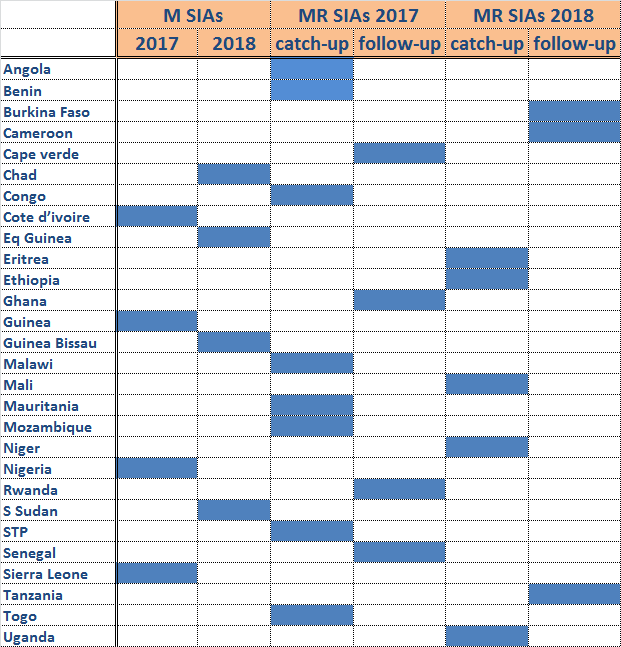 M SIAs MR SIAs 2017 MR SIAs 2018
2017 2018 catch-up follow-up catch-up follow-up
Angola
Benin
Burkina Faso
Cameroon
Cape verde
Chad
Congo
Cote d’ivoire
Eq Guinea
Eritrea
Ethiopia
Ghana
Guinea
Guinea Bissau
Malawi
Mali
Mauritania
Mozambique
Niger
Nigeria
Rwanda
S Sudan
STP
Senegal
Sierra Leone
Tanzania
Togo
Uganda